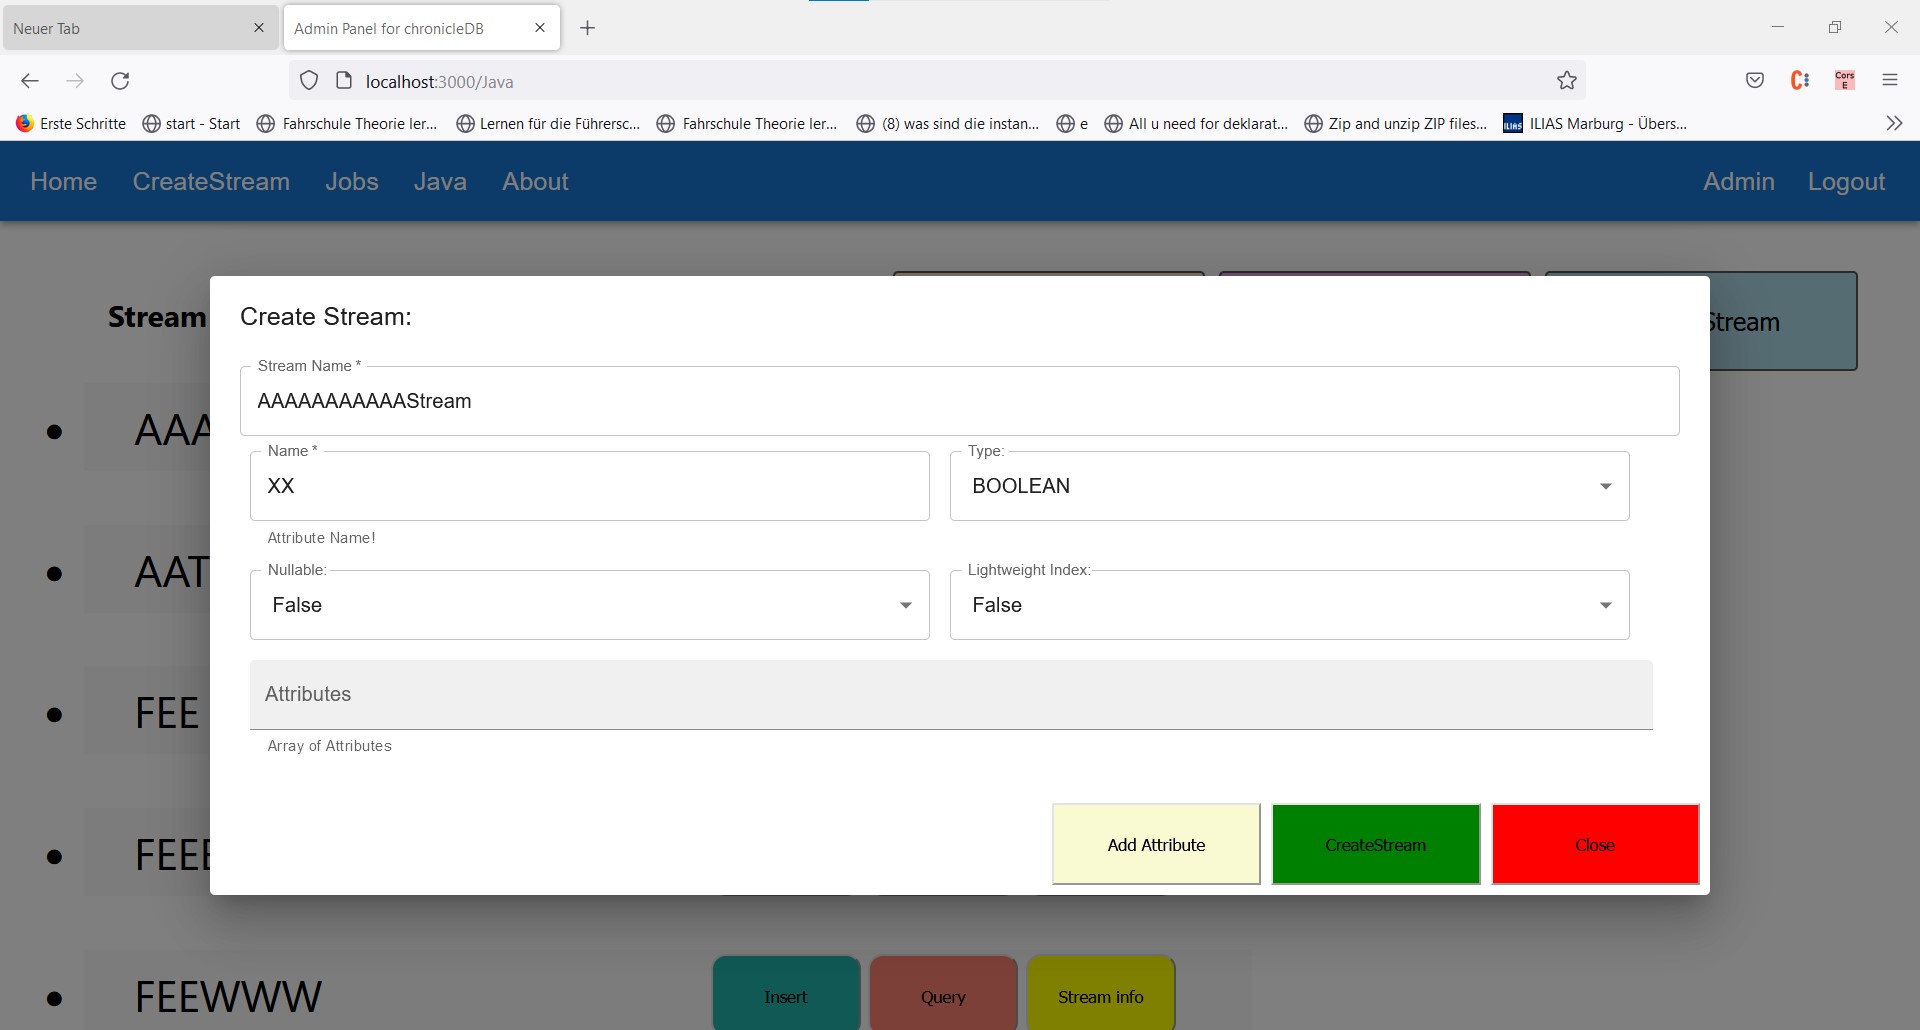 Neuer Tab
Admin Panel for chronicleDB
localhost:3000/Java
Cors E
Erste Schritte
start - Start
Fahrschule Theorie ler...
Lernen für die Führersc...
Fahrschule Theorie ler...
(8) was sind die instan...
e
All u need for deklarat...
Zip and unzip ZIP files...
ILIAS
ILIAS Marburg - Übers...
Home CreateStream Jobs Java About
Admin Logout
Stream
Stream
Create Stream:
Stream Name *
AAAAAAAAAAAStream
Name *
XX
Attribute Name!
Type:
BOOLEAN
Nullable:
False
Lightweight Index:
False
Attributes
Array of Attributes
Add Attribute
CreateStream
Close
AAA
AAT
FEE
FEEE
FEEWWW
Insert
Query
Stream info